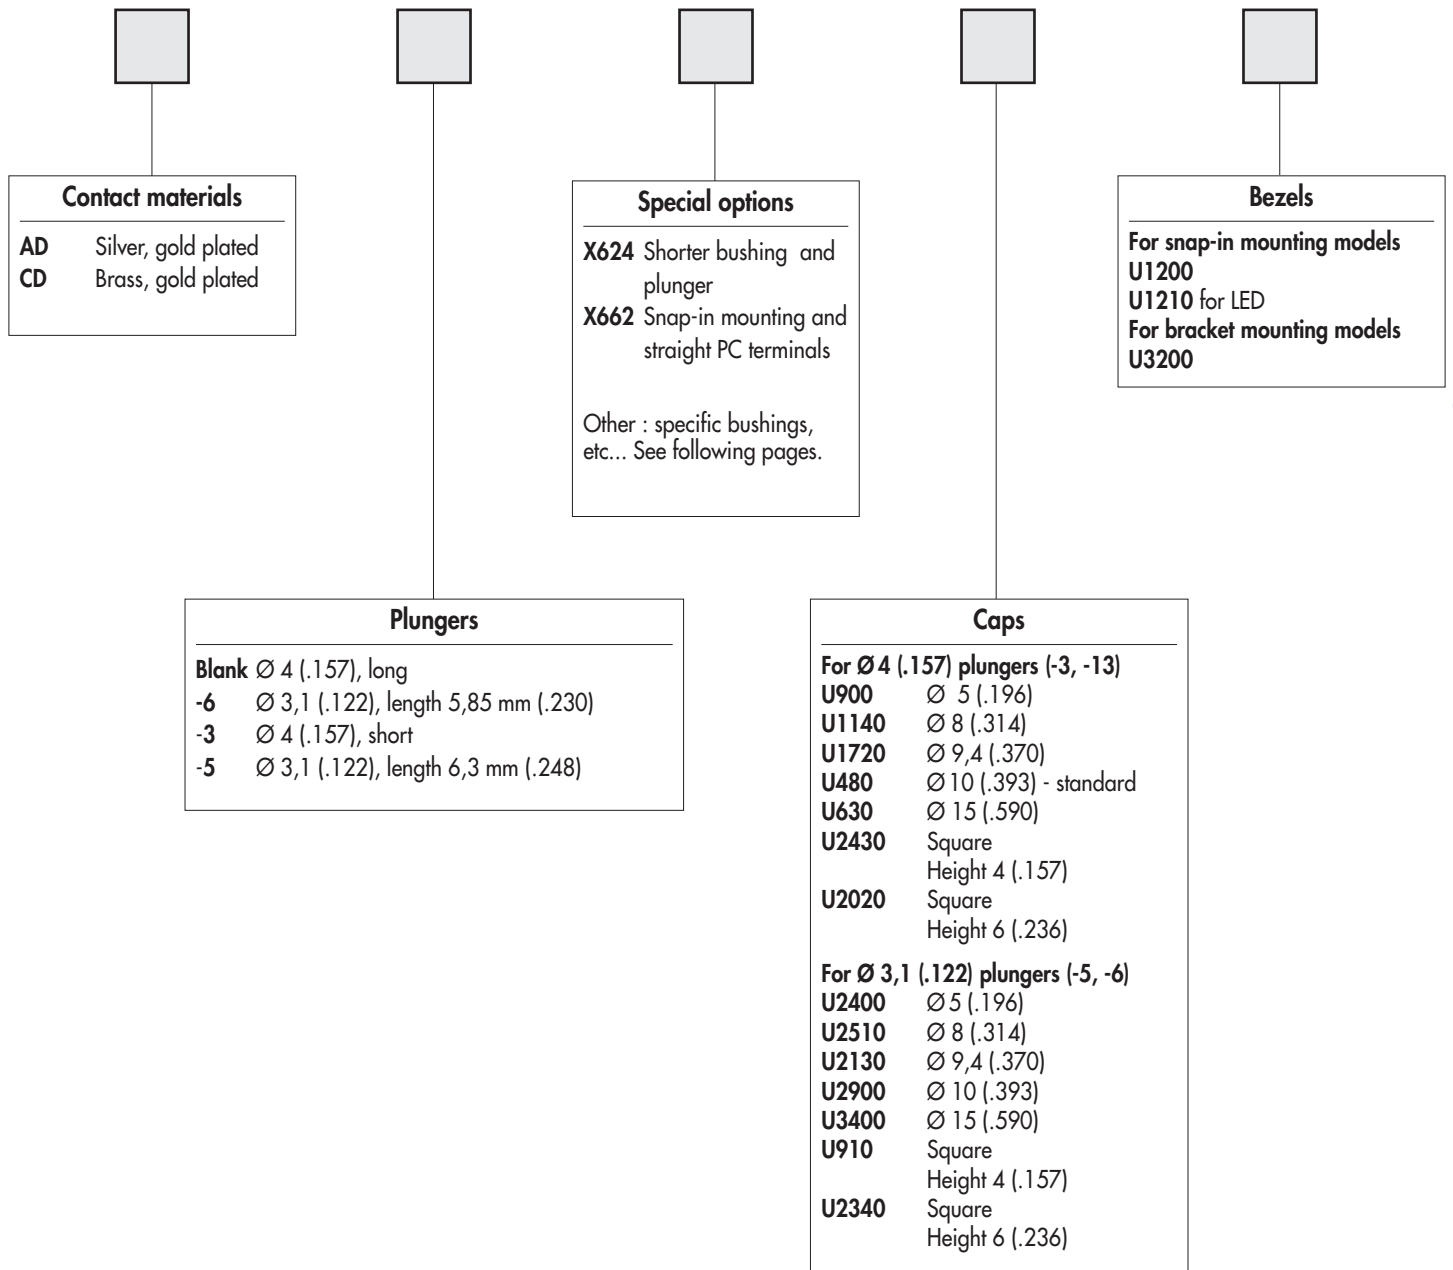 Contact materials
AD Silver, gold plated
CD Brass, gold plated
Special options
X624 Shorter bushing and
plunger
X662 Snap-in mounting and
straight PC terminals
Other : specific bushings,
etc... See following pages.
Bezels
For snap-in mounting models
U1200
U1210 for LED
For bracket mounting models
U3200
Plungers
Blank Ø 4 (.157), long
-6 Ø 3,1 (.122), length 5,85 mm (.230)
-3 Ø 4 (.157), short
-5 Ø 3,1 (.122), length 6,3 mm (.248)
Caps
For Ø 4 (.157) plungers (-3, -13)
U900 Ø 5 (.196)
U1140 Ø 8 (.314)
U1720 Ø 9,4 (.370)
U480 Ø 10 (.393) - standard
U630 Ø 15 (.590)
U2430 Square
Height 4 (.157)
U2020 Square
Height 6 (.236)
For Ø 3,1 (.122) plungers (-5, -6)
U2400 Ø 5 (.196)
U2510 Ø 8 (.314)
U2130 Ø 9,4 (.370)
U2900 Ø 10 (.393)
U3400 Ø 15 (.590)
U910 Square
Height 4 (.157)
U2340 Square
Height 6 (.236)